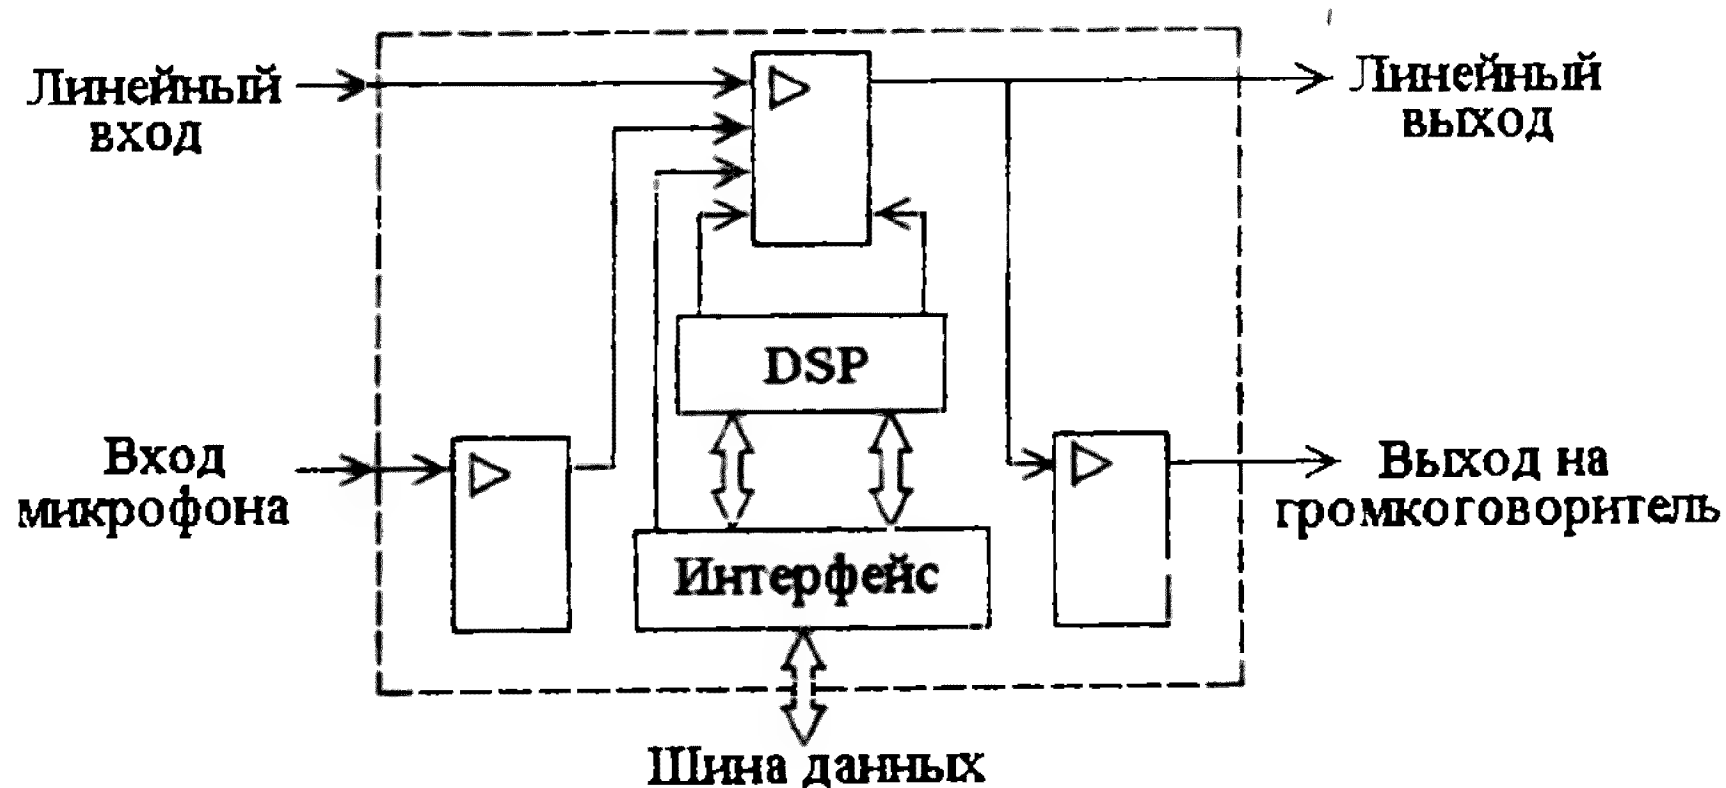 Линейный
вход
Линейный
выход
DSP
Вход
микрофона
Выход на
громкоговоритель
Интерфейс
Шина данных